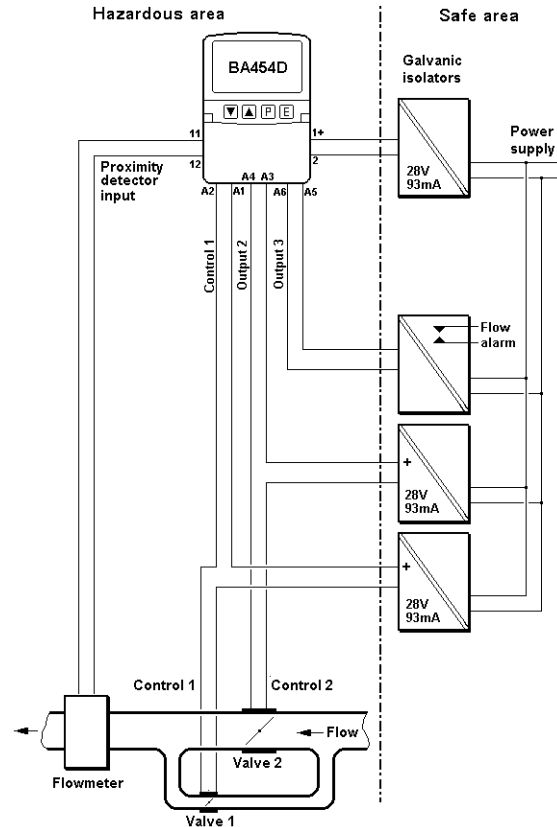 Hazardous area
Safe area
BA454D
P
E
Galvanic
isolators
11
12
1+
2
Proximity
detector
input
A4 A3
A2
A1
A6
A5
28V
93mA
Power
supply
Control 1
Output 2
Output 3
Flow
alarm
+
28V
93mA
+
28V
93mA
Control 1
Control 2
Flow
Flowmeter
Valve 2
Valve 1